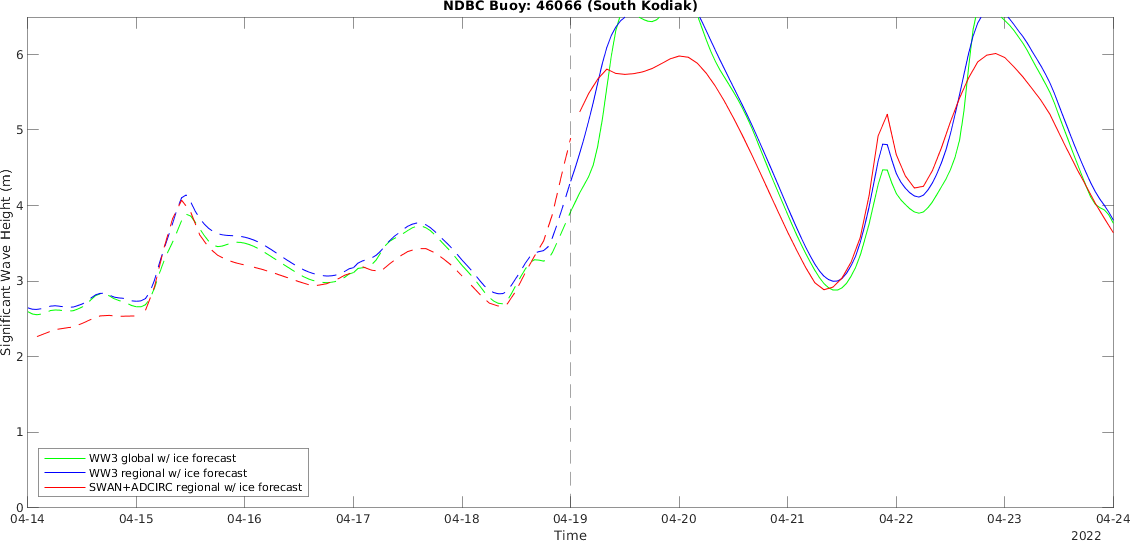 NDBC Buoy: 46066 (South Kodiak)
Significant Wave Height (m)
6
5
4
3
2
1
0
WW3 global w/ ice forecast
WW3 regional w/ ice forecast
SWAN+ADCIRC regional w/ ice forecast
04-14 04-15 04-16 04-17 04-18 04-19 04-20 04-21 04-22 04-23 04-24
Time
2022